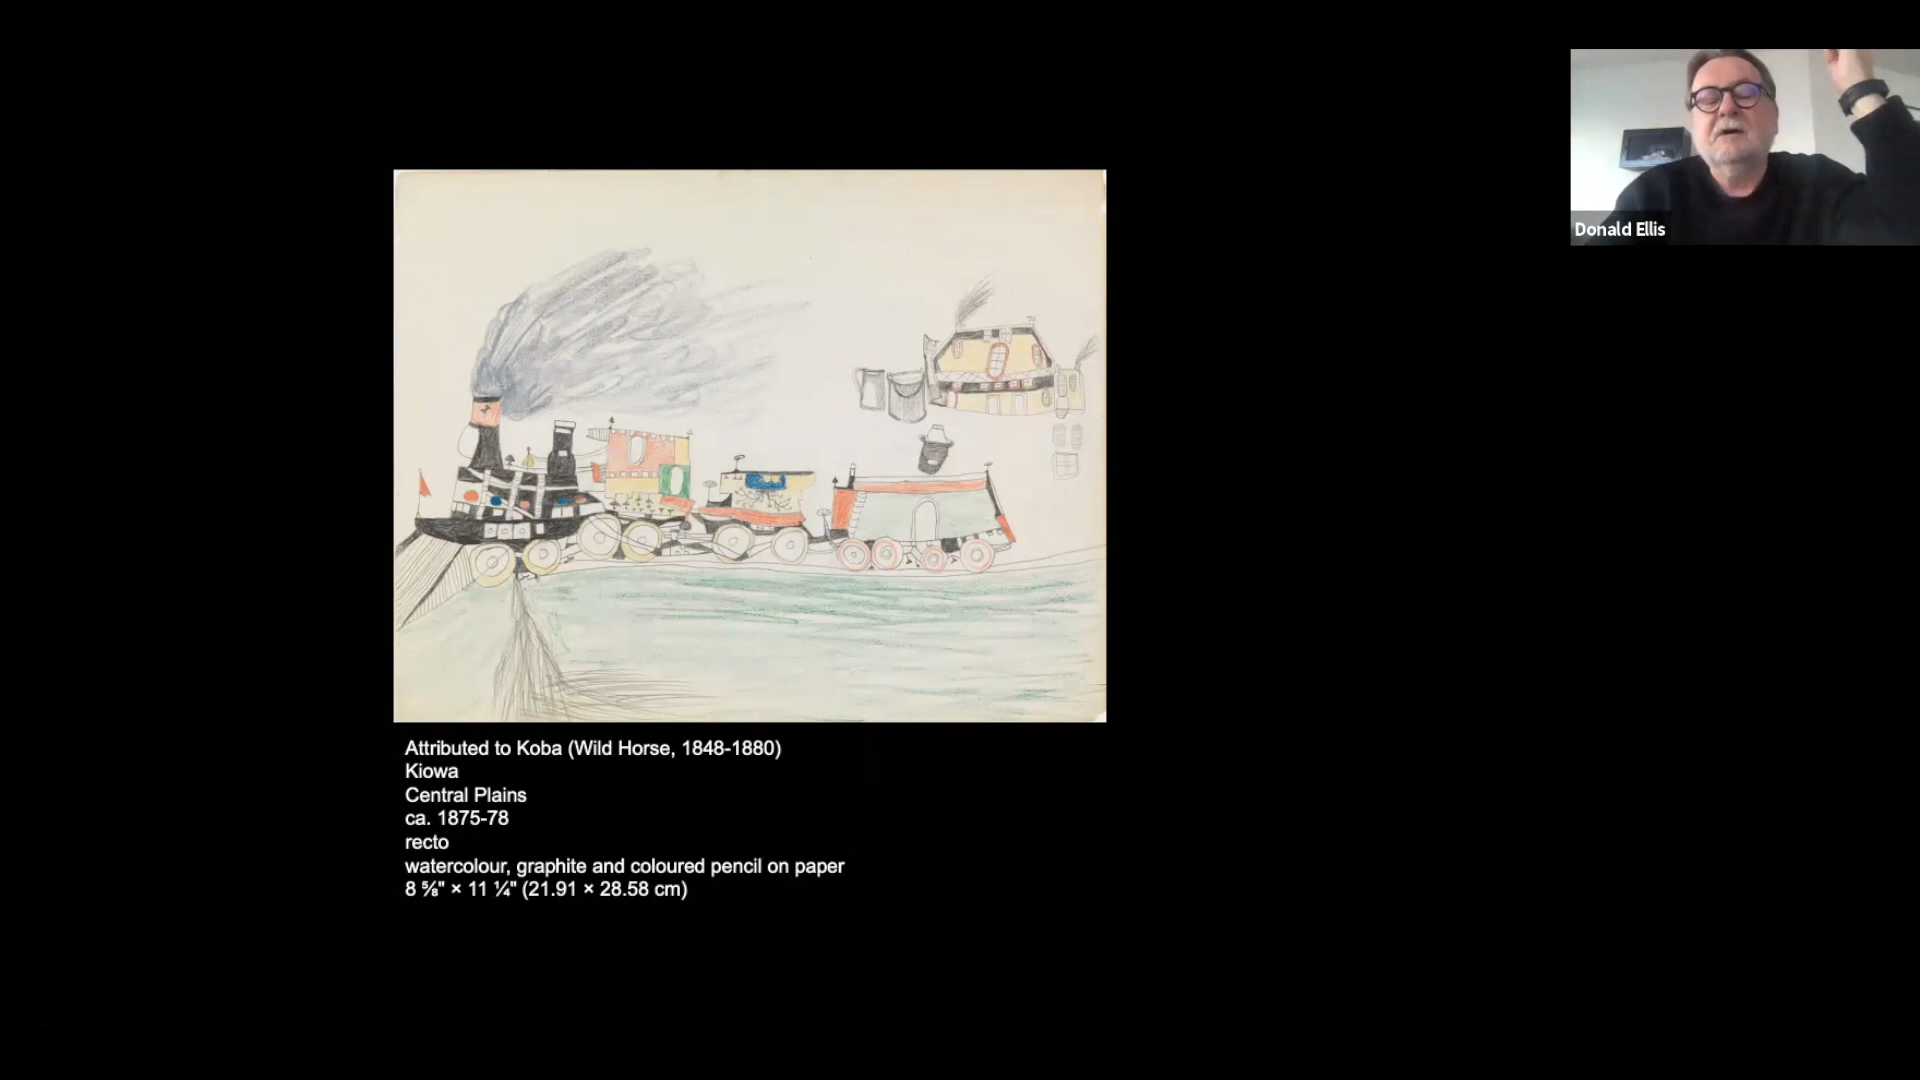 Donald Ellis
Attributed to Koba (Wild Horse, 1848-1880)
Kiowa
Central Plains
ca. 1875-78
recto
watercolour, graphite and coloured pencil on paper
8 ⅝" × 11 ¼" (21.91 × 28.58 cm)